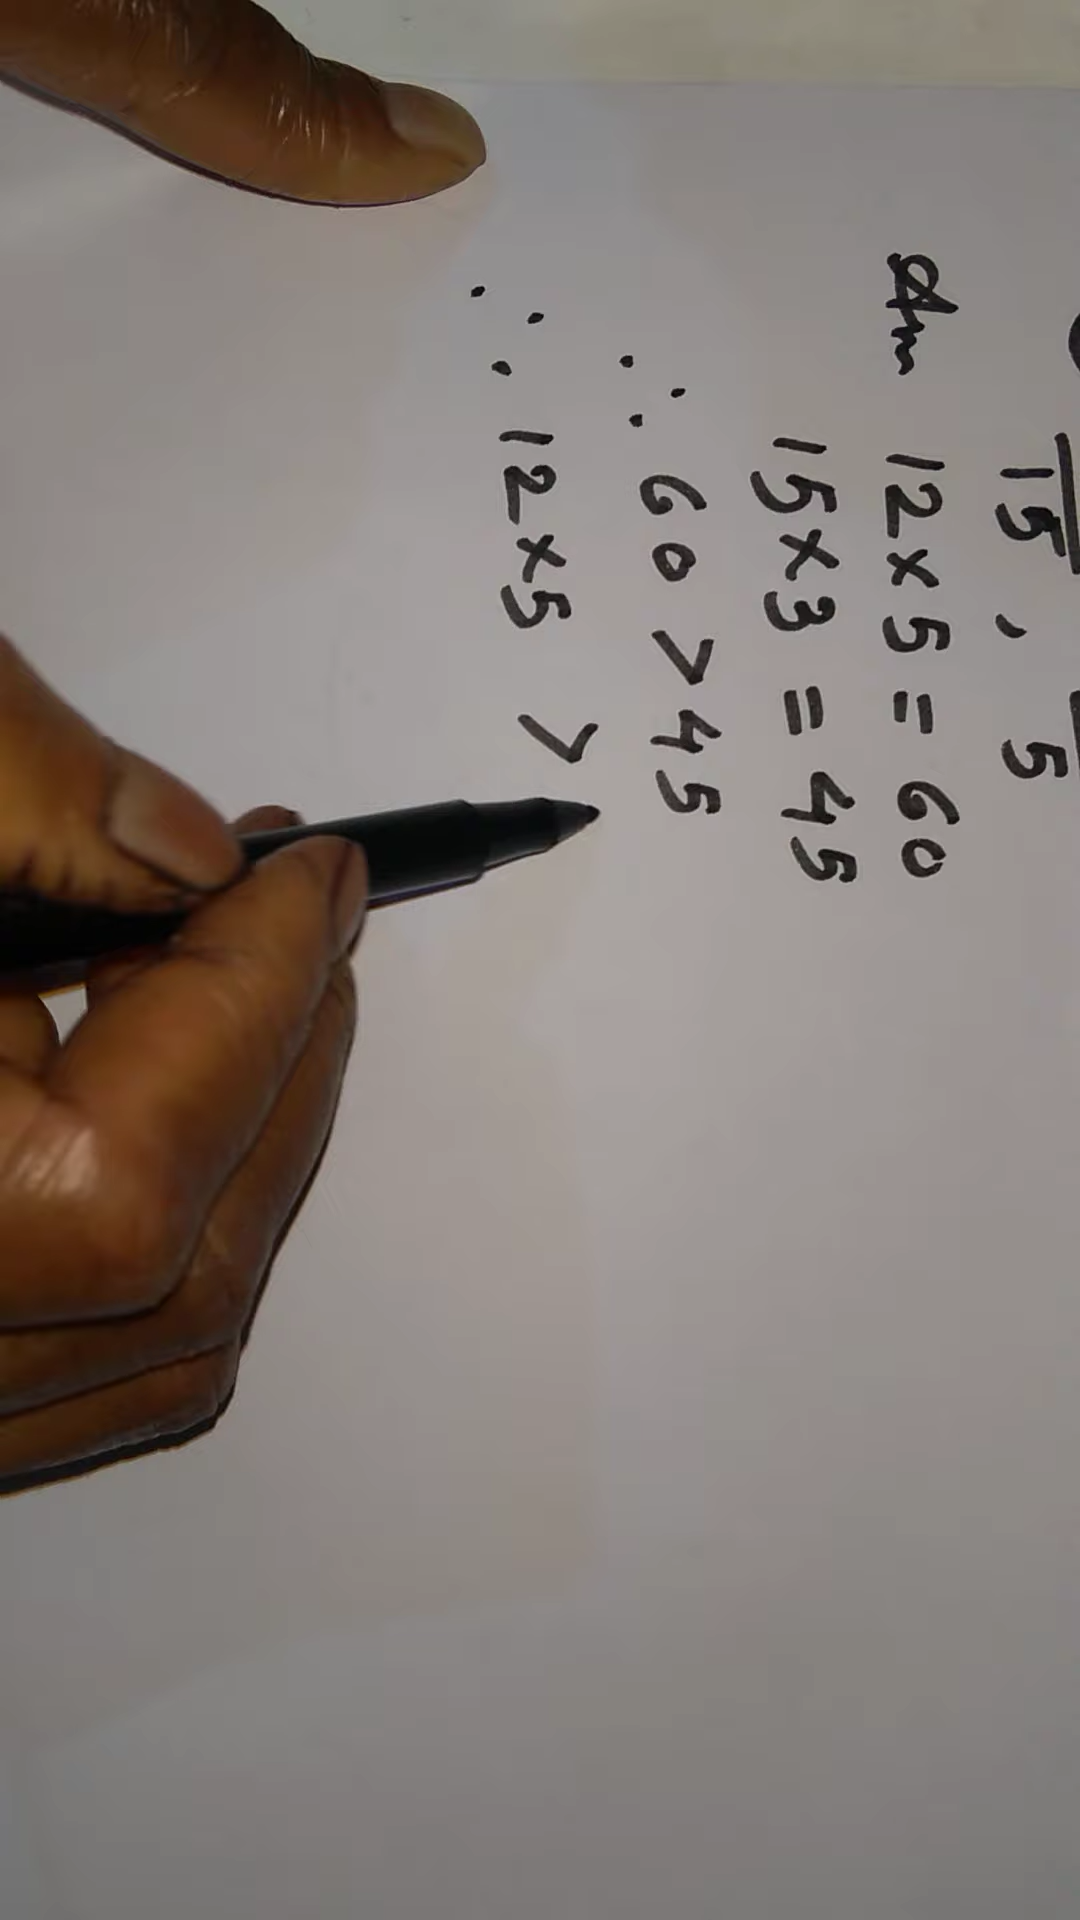 15 , 5
Ans 12×5 = 60
15×3 = 45
∴ 60 > 45
∴ 12×5 >